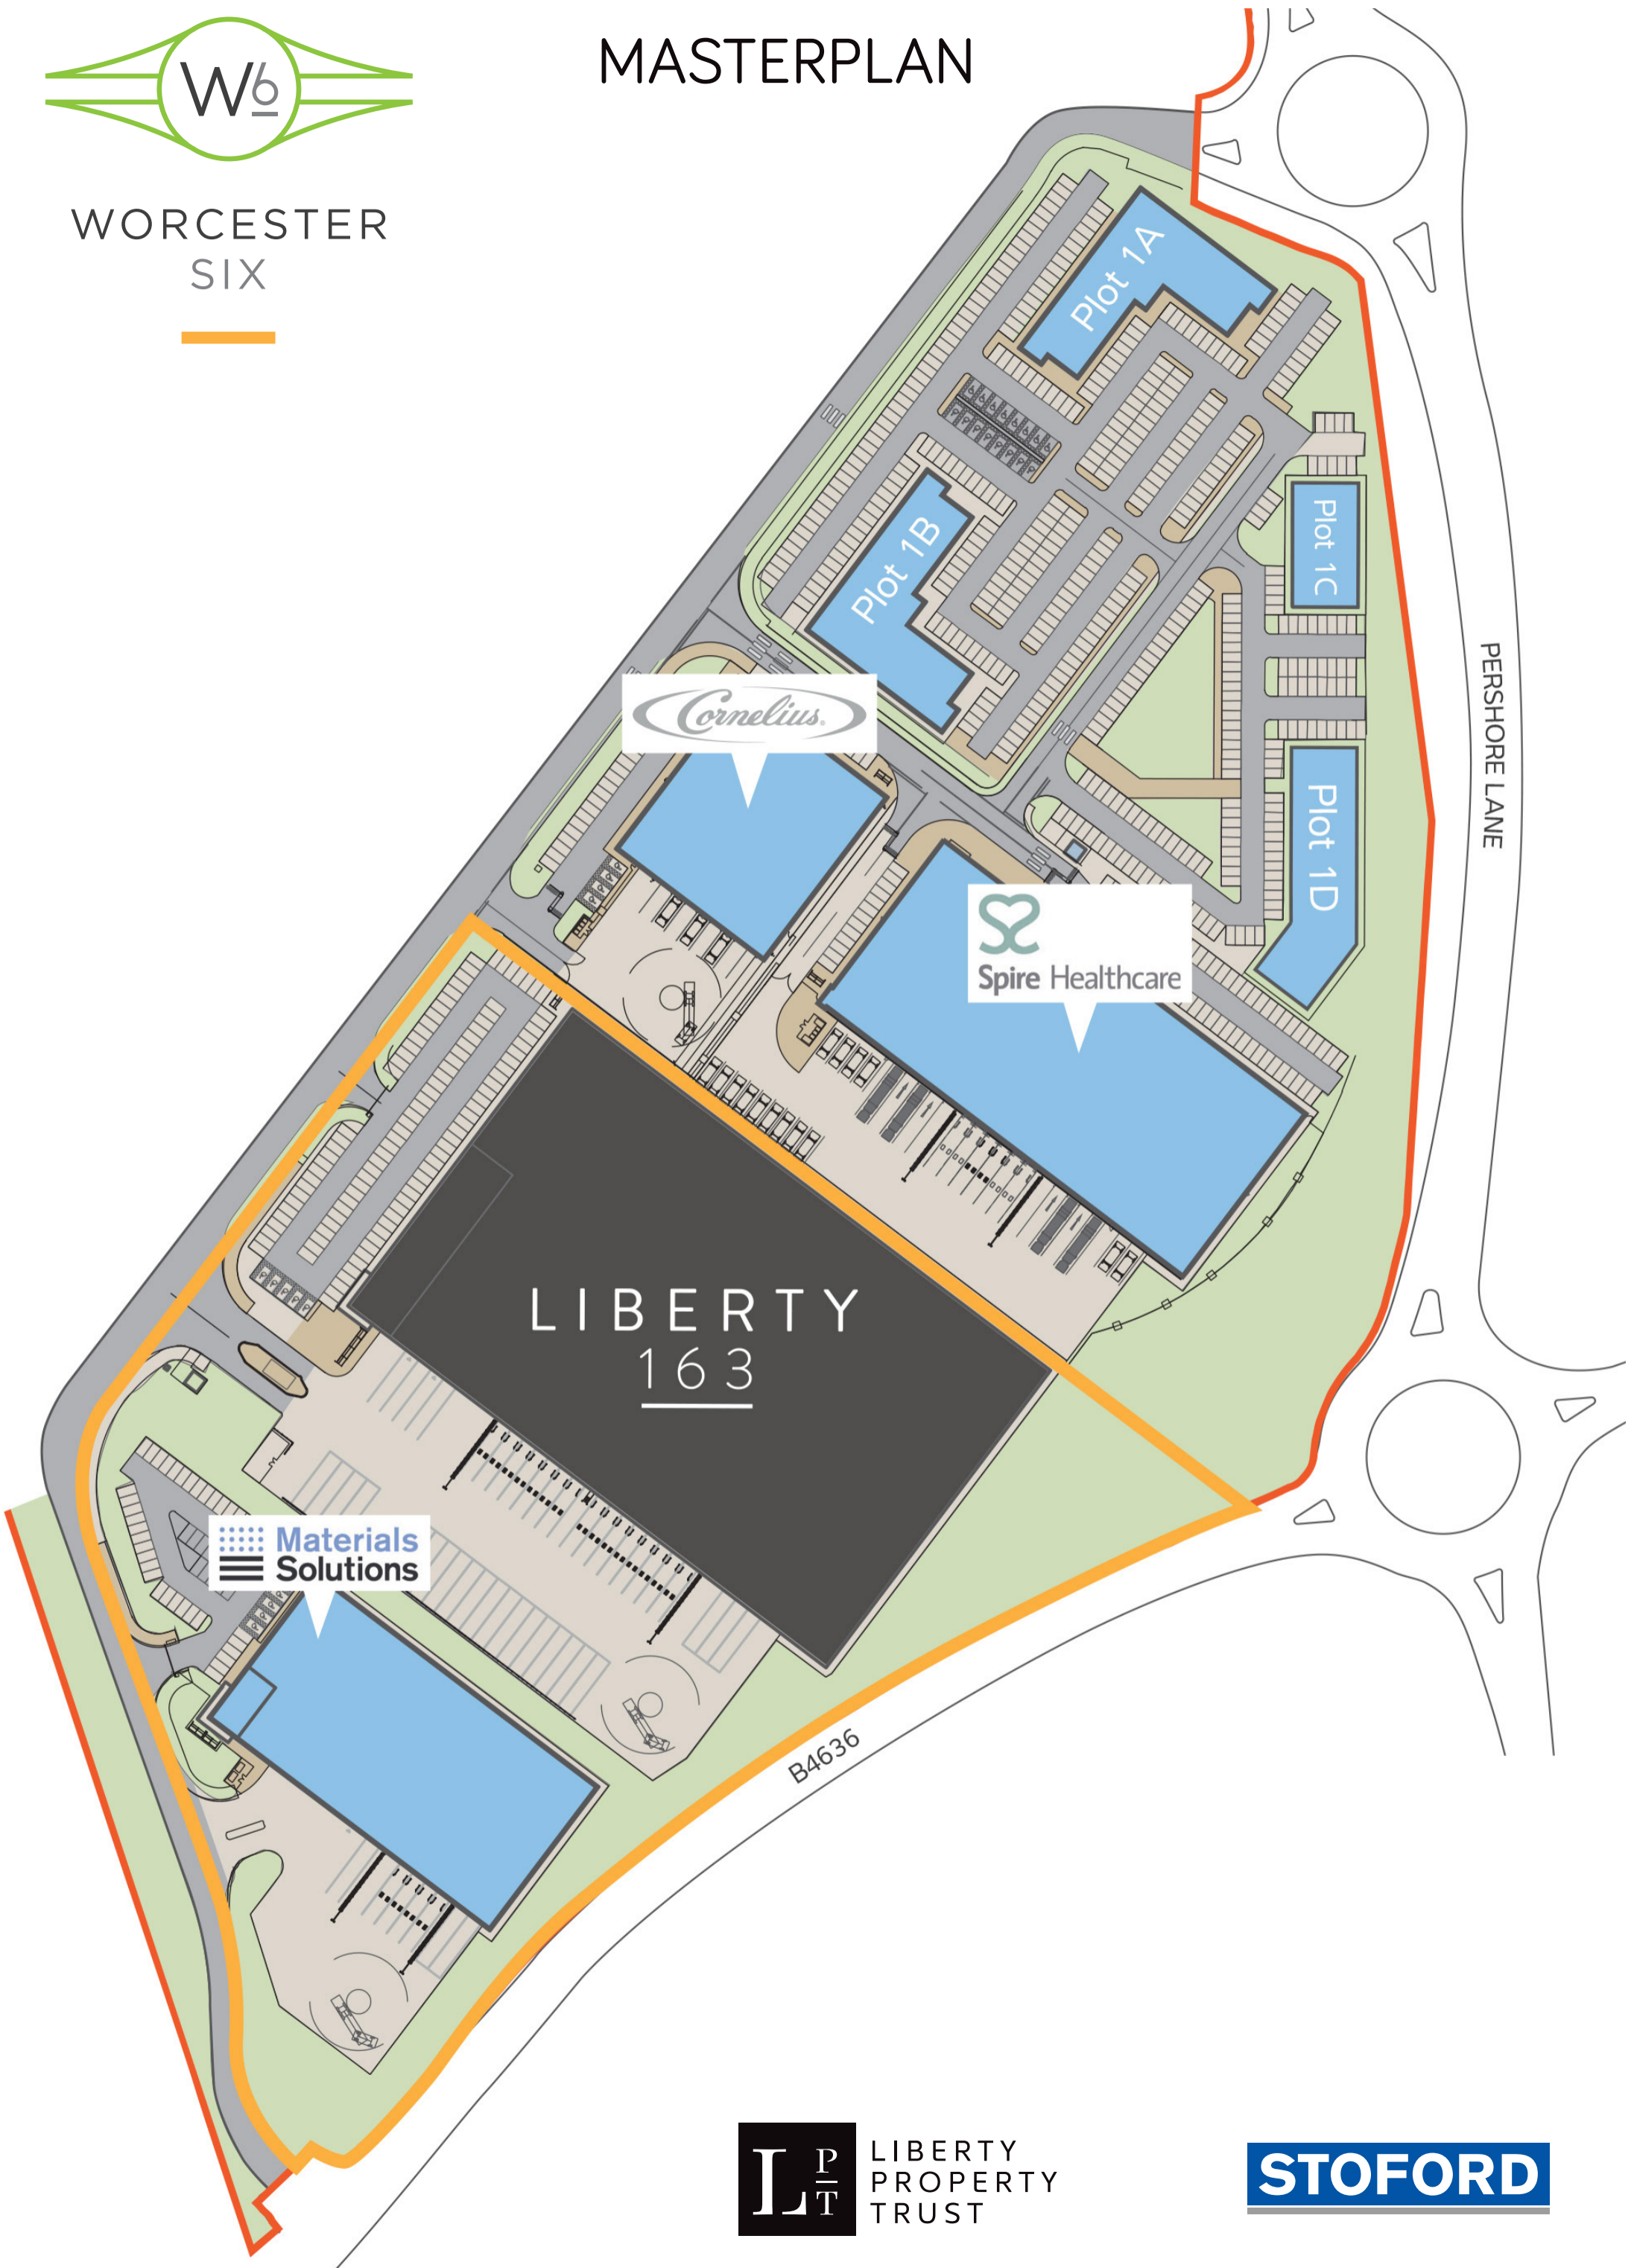 W6
WORCESTER
SIX
MASTERPLAN
Plot 1A
Plot 1B
Plot 1C
Plot 1D
PERSHORE LANE
Cornelius
Spire Healthcare
LIBERTY
163
Materials
Solutions
B4636
LPT
LIBERTY
PROPERTY
TRUST
STOFORD